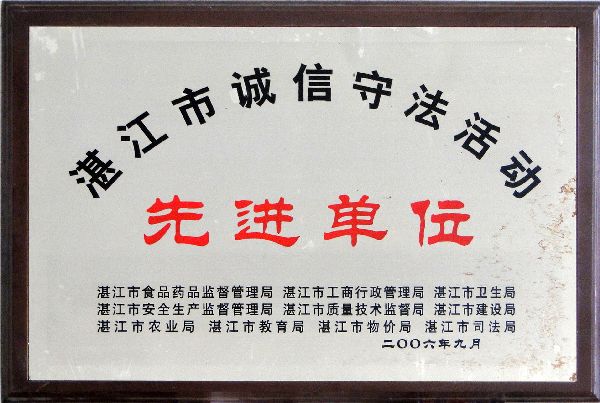 湛江市诚信守法活动
先进单位
湛江市食品药品监督管理局 湛江市工商行政管理局 湛江市卫生局
湛江市安全生产监督管理局 湛江市质量技术监督局 湛江市建设局
湛江市农业局 湛江市教育局 湛江市物价局 湛江市司法局
二〇〇六年九月